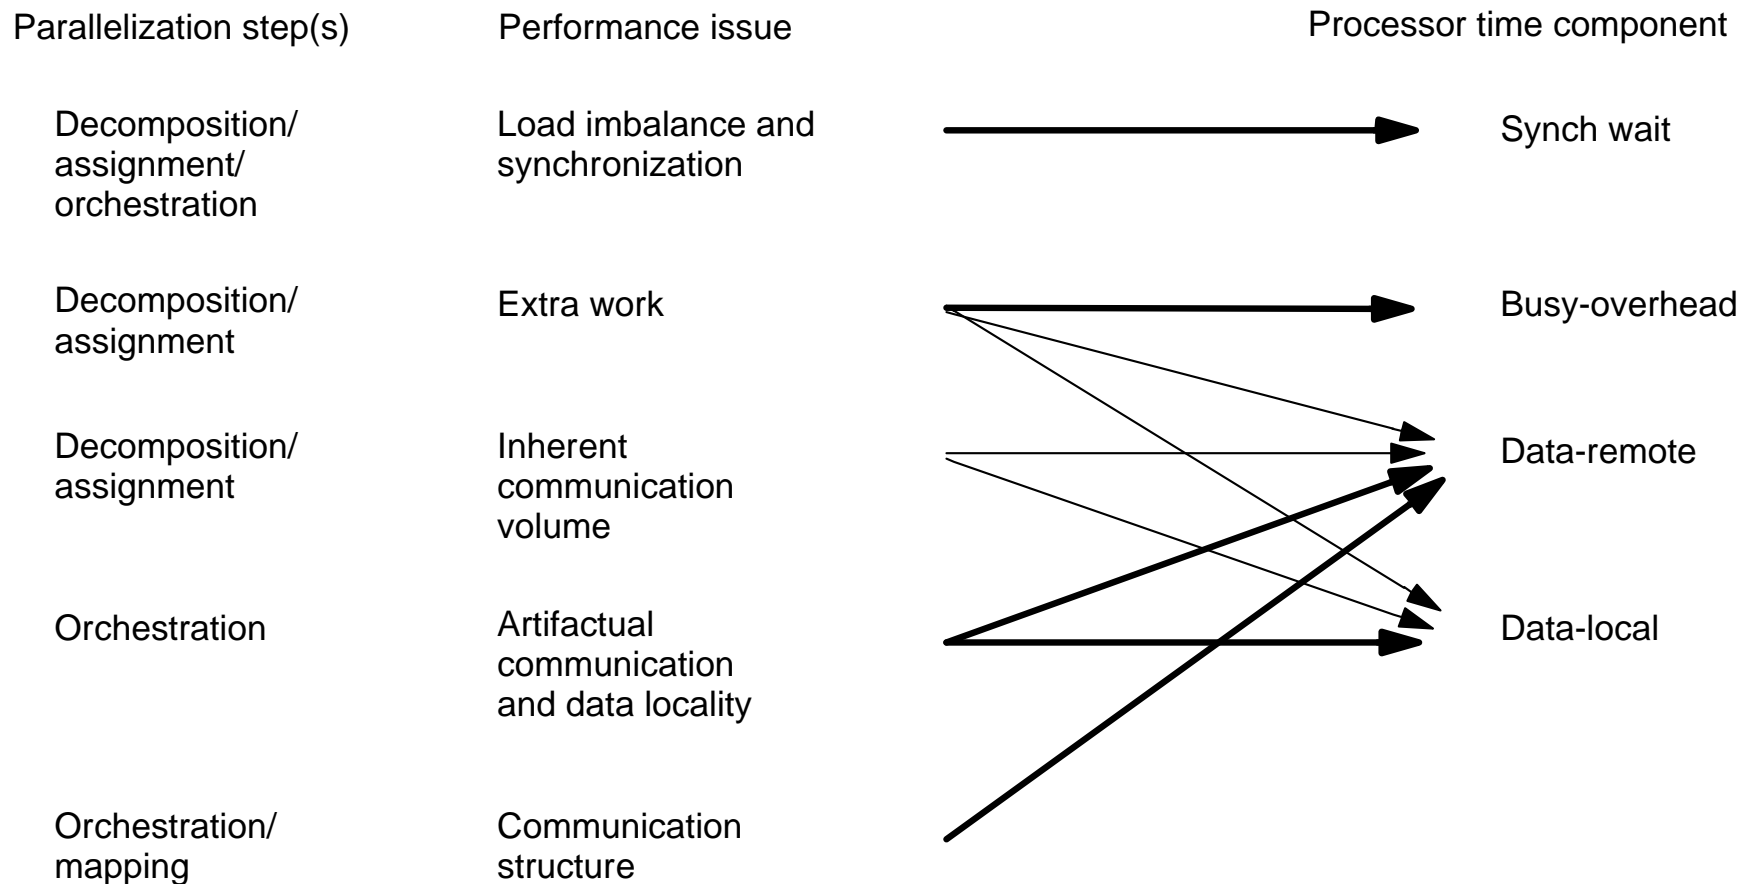 Parallelization step(s)
Performance issue
Processor time component
Decomposition/
assignment/
orchestration
Load imbalance and
synchronization
Synch wait
Decomposition/
assignment
Extra work
Busy-overhead
Decomposition/
assignment
Inherent
communication
volume
Data-remote
Orchestration
Artifactual
communication
and data locality
Data-local
Orchestration/
mapping
Communication
structure